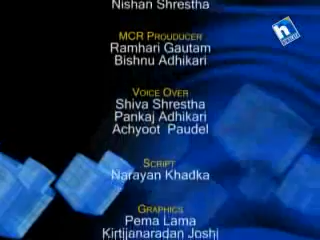 Nishan Shrestha
MCR PROUDUCER
Ramhari Gautam
Bishnu Adhikari
VOICE OVER
Shiva Shrestha
Pankaj Adhikari
Achyoot Paudel
SCRIPT
Narayan Khadka
GRAPHICS
Pema Lama
Kirtijanaradan Joshi